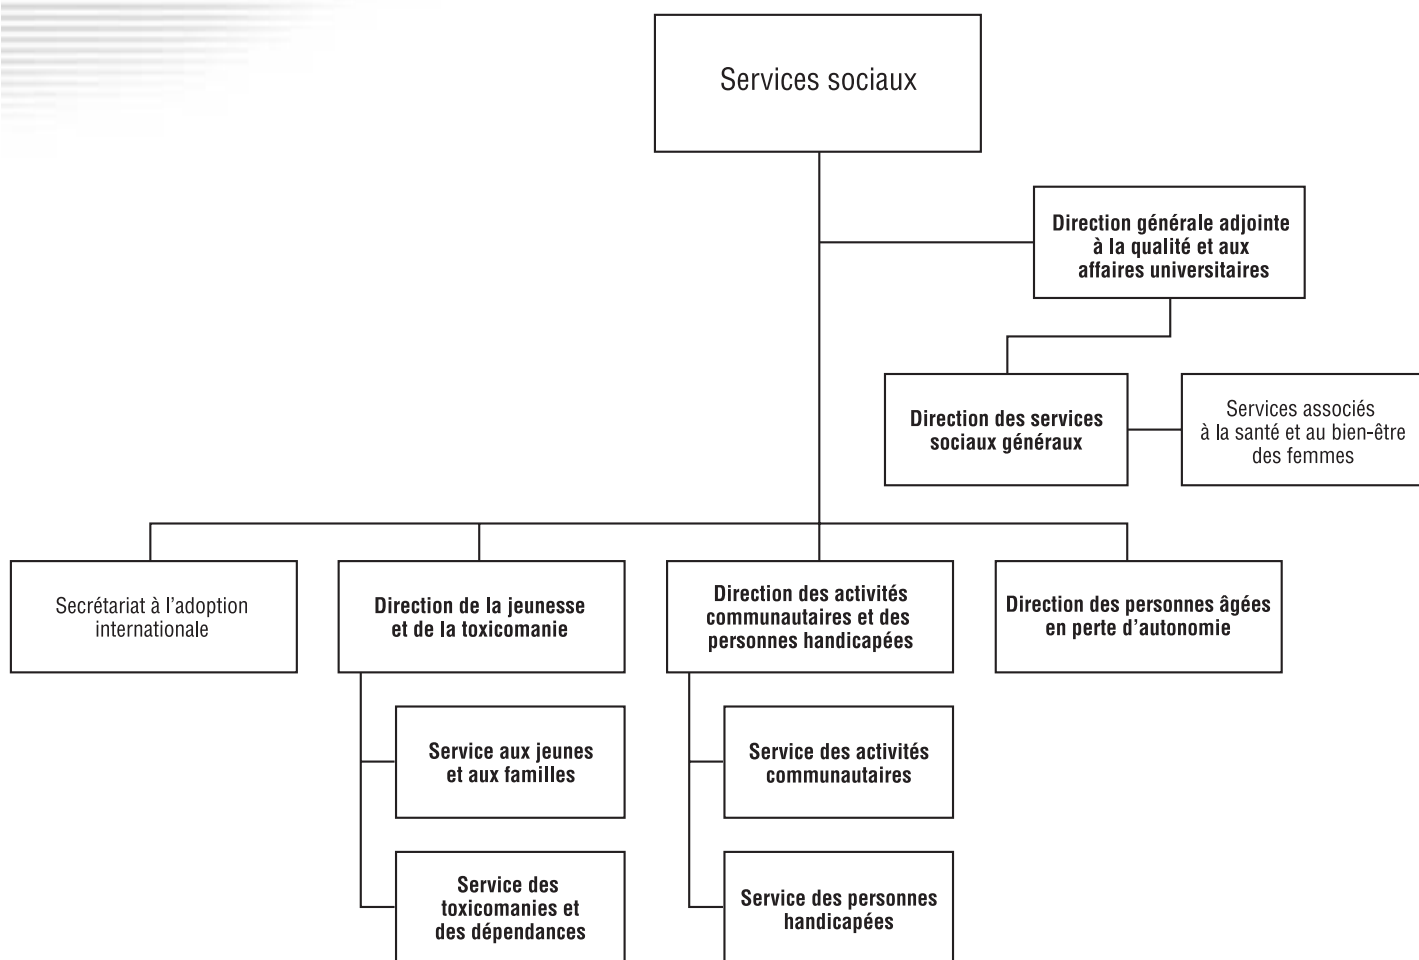 Services sociaux
Direction générale adjointe
à la qualité et aux
affaires universitaires
Direction des services
sociaux généraux
Services associés
à la santé et au bien-être
des femmes
Secrétariat à l'adoption
internationale
Direction de la jeunesse
et de la toxicomanie
Direction des activités
communautaires et des
personnes handicapées
Direction des personnes âgées
en perte d'autonomie
Service aux jeunes
et aux familles
Service des activités
communautaires
Service des
toxicomanies et
des dépendances
Service des personnes
handicapées